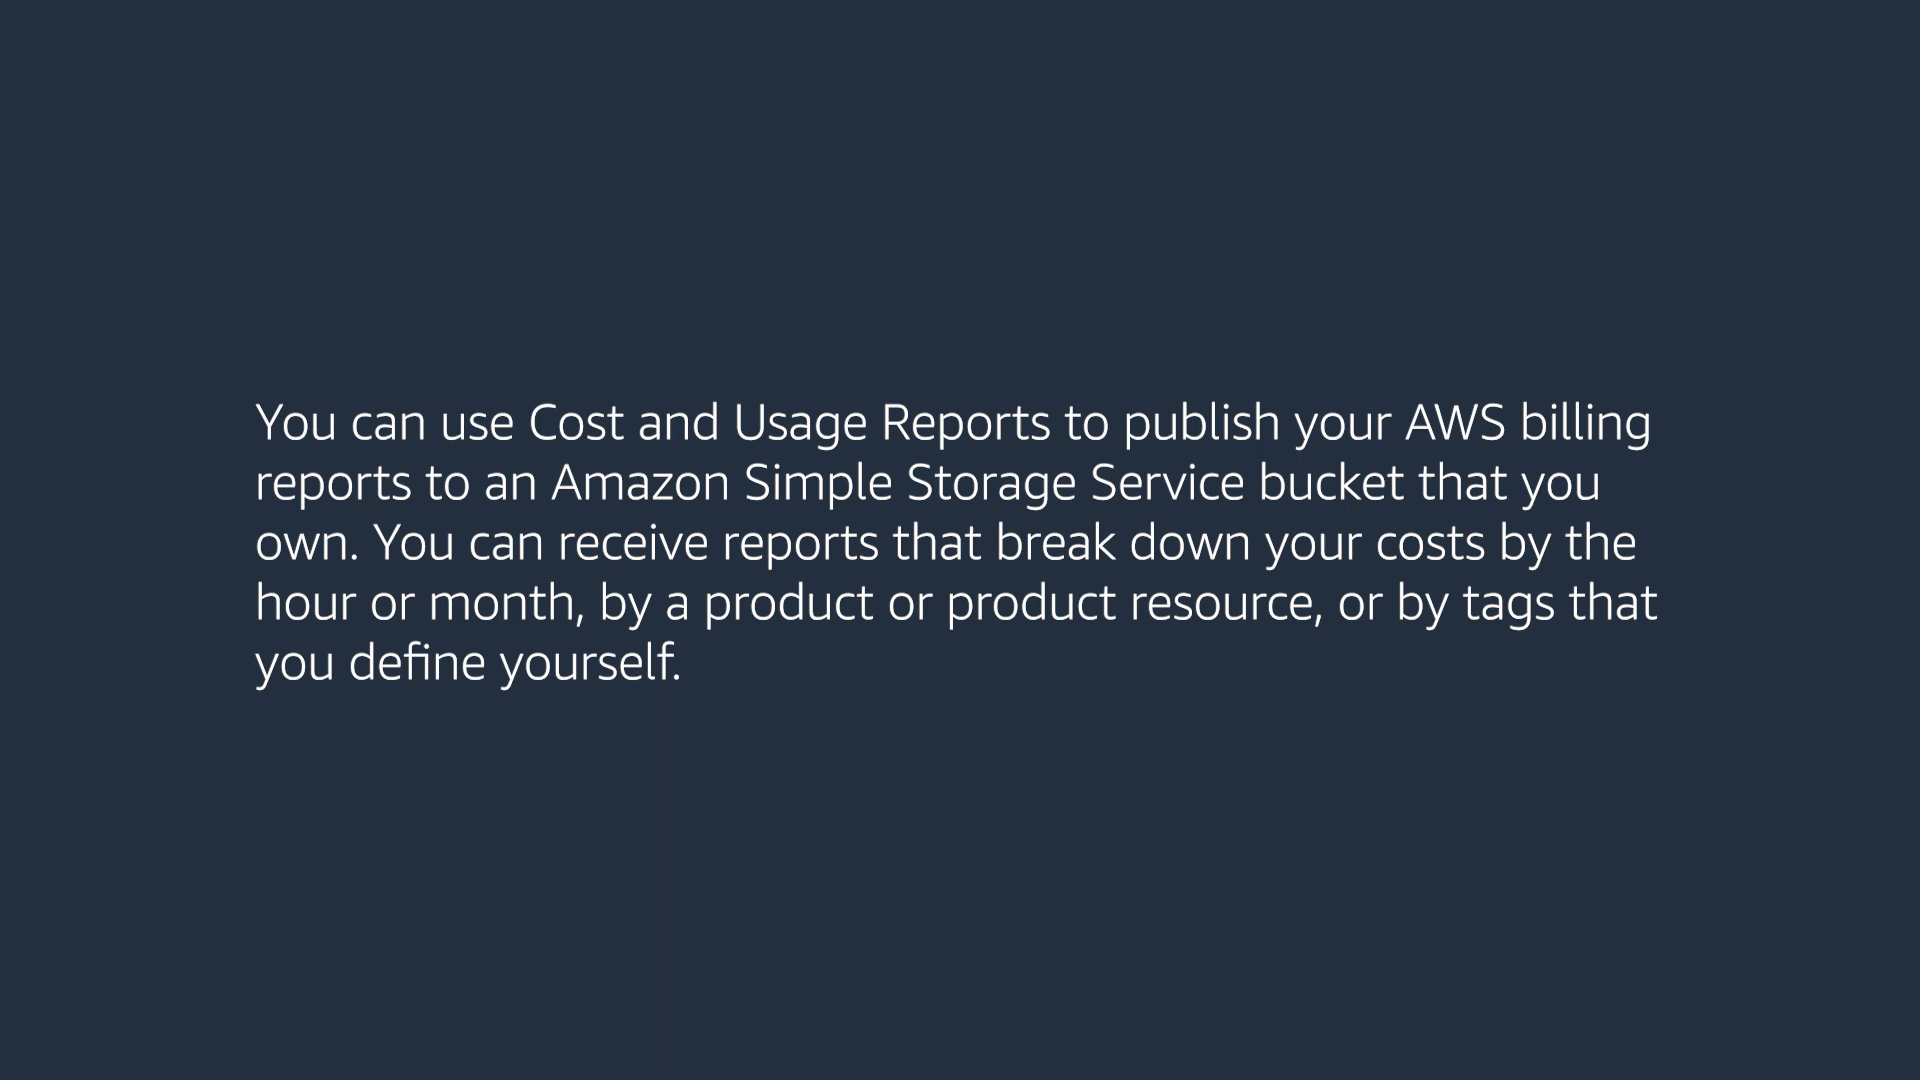 You can use Cost and Usage Reports to publish your AWS billing
reports to an Amazon Simple Storage Service bucket that you
own. You can receive reports that break down your costs by the
hour or month, by a product or product resource, or by tags that
you define yourself.